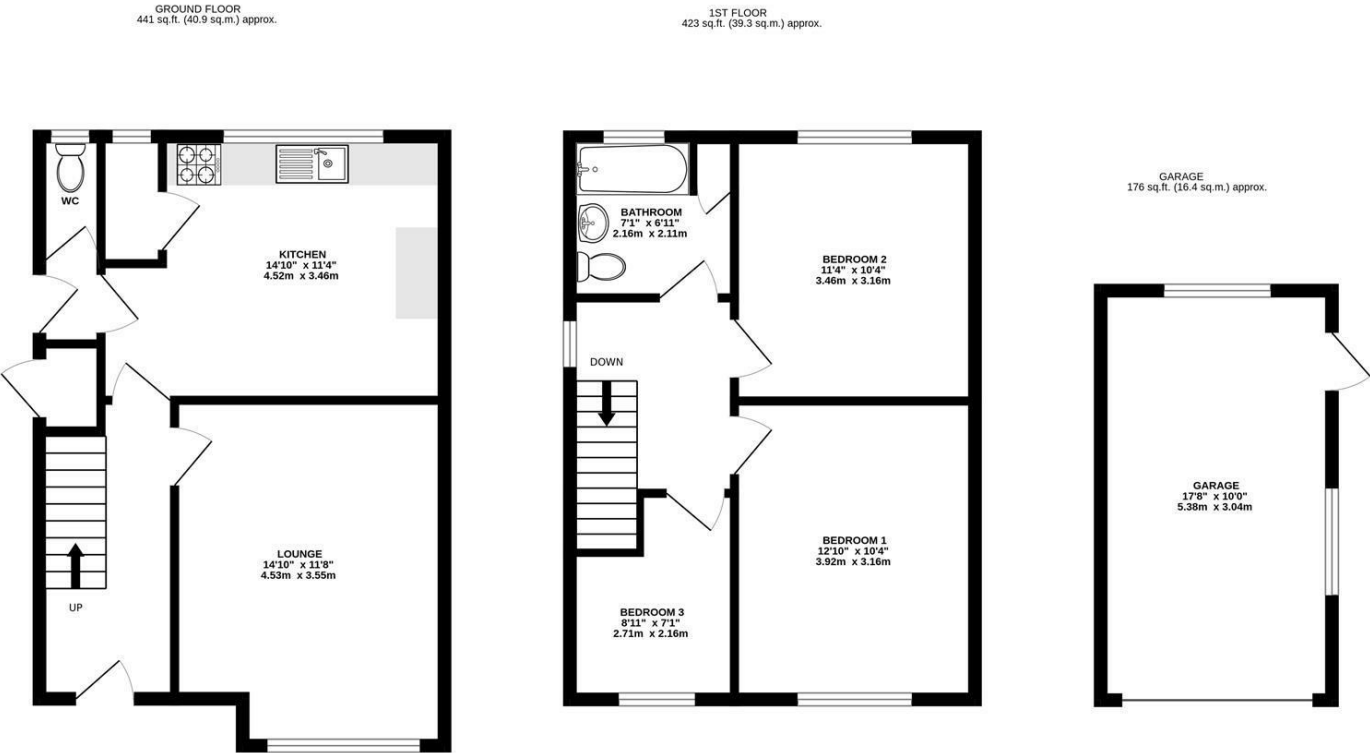 GROUND FLOOR
441 sq.ft. (40.9 sq.m.) approx.
1ST FLOOR
423 sq.ft. (39.3 sq.m.) approx.
GARAGE
176 sq.ft. (16.4 sq.m.) approx.
WC
KITCHEN
14'10" x 11'4"
4.52m x 3.46m
LOUNGE
14'10" x 11'8"
4.53m x 3.55m
UP
BATHROOM
7'1" x 6'11"
2.16m x 2.11m
BEDROOM 2
11'4" x 10'4"
3.46m x 3.16m
DOWN
BEDROOM 1
12'10" x 10'4"
3.92m x 3.16m
BEDROOM 3
8'11" x 7'1"
2.71m x 2.16m
GARAGE
17'8" x 10'0"
5.38m x 3.04m